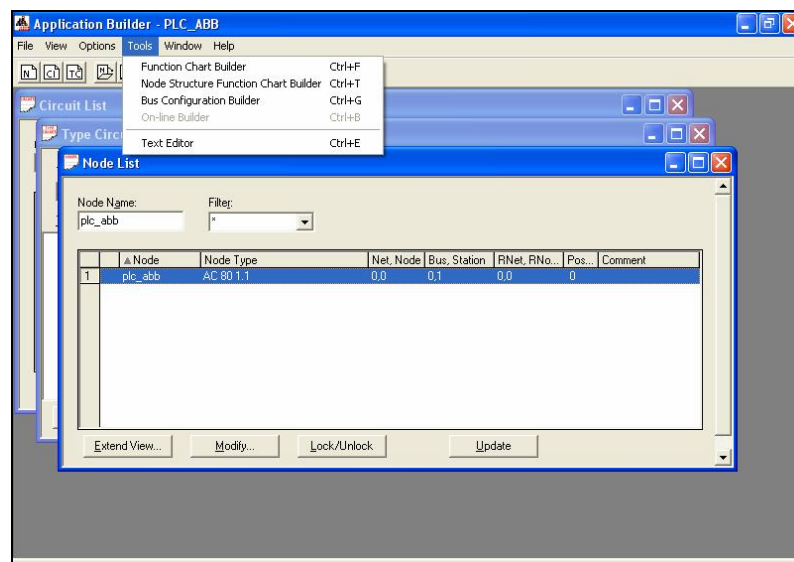 Application Builder - PLC_ABB
File View Options Tools Window Help
N CI TC
Function Chart Builder Ctrl+F
Node Structure Function Chart Builder Ctrl+T
Bus Configuration Builder Ctrl+G
On-line Builder Ctrl+B
Text Editor Ctrl+E
Circuit List
Type Circu
Node List
Node Name: Filter:
plc_abb *
Node Node Type Net, Node Bus, Station RNet, RNo... Pos... Comment
1 plc_abb AC 80 1.1 0,0 0,1 0,0 0
Extend View... Modify... Lock/Unlock Update